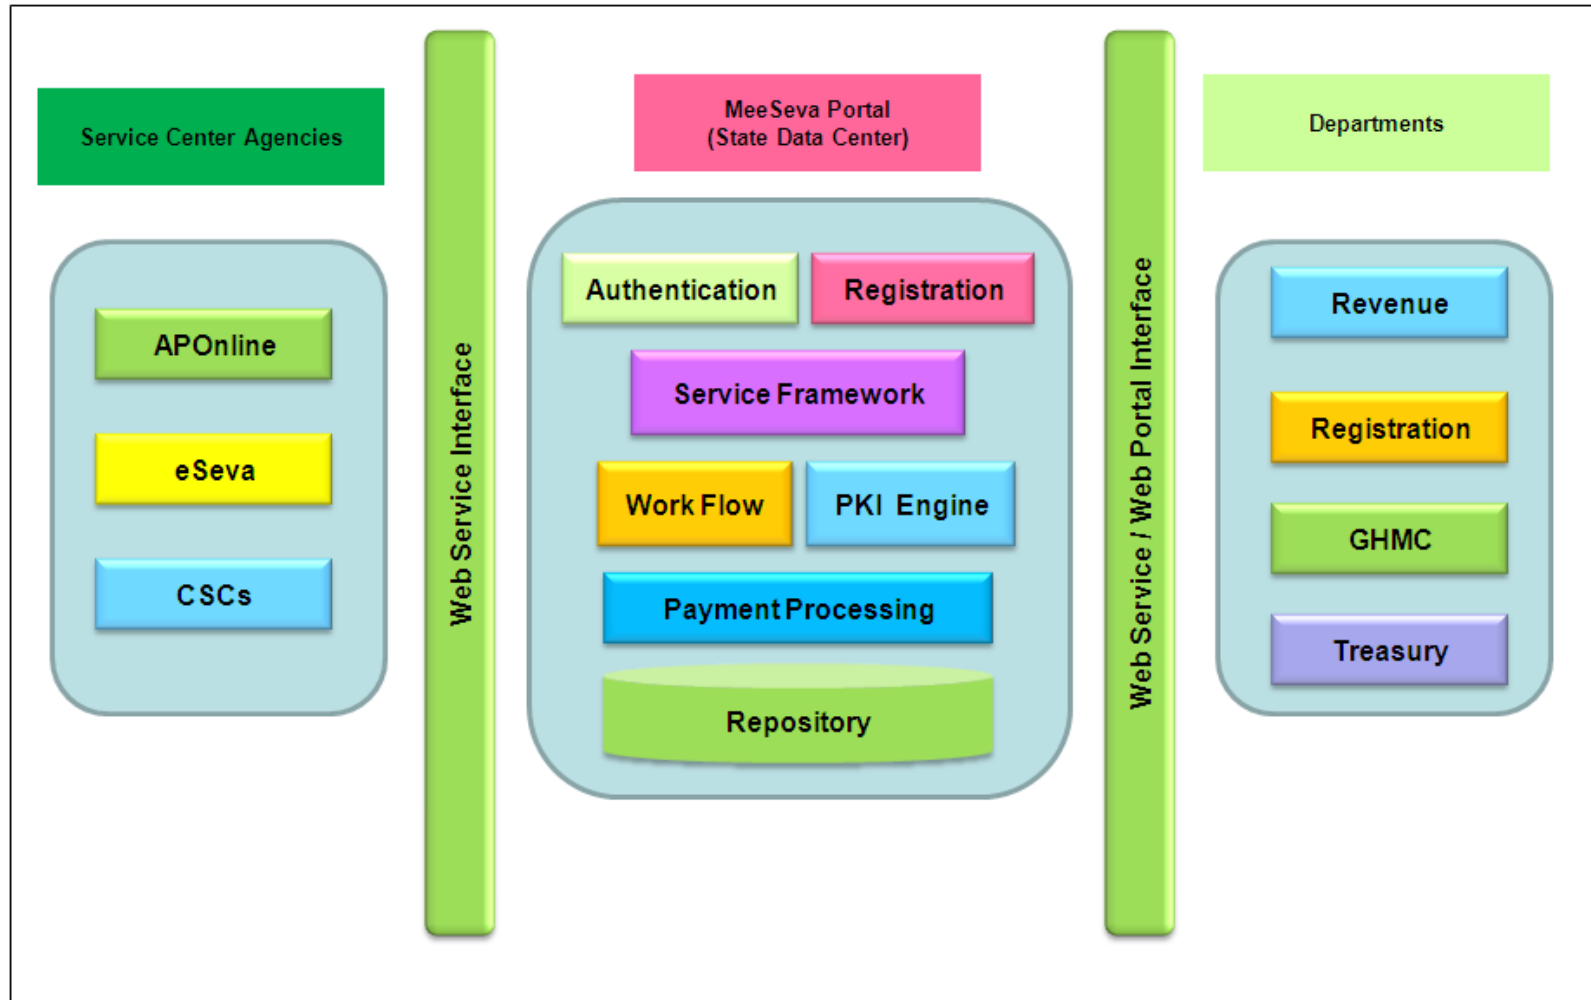 Service Center Agencies
APOnline
eSeva
CSCs
Web Service Interface
MeeSeva Portal
(State Data Center)
Authentication
Registration
Service Framework
Work Flow
PKI Engine
Payment Processing
Repository
Web Service / Web Portal Interface
Departments
Revenue
Registration
GHMC
Treasury